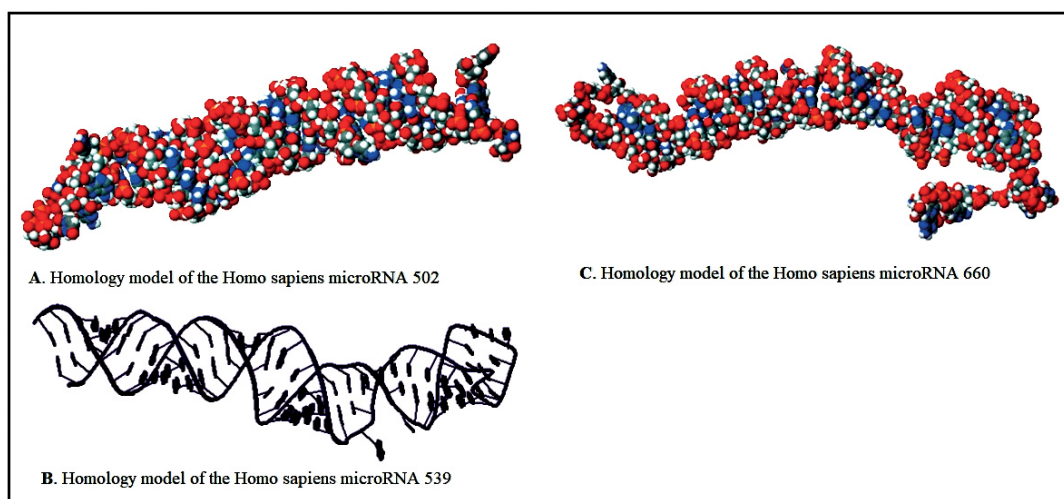 A. Homology model of the Homo sapiens microRNA 502
C. Homology model of the Homo sapiens microRNA 660
B. Homology model of the Homo sapiens microRNA 539